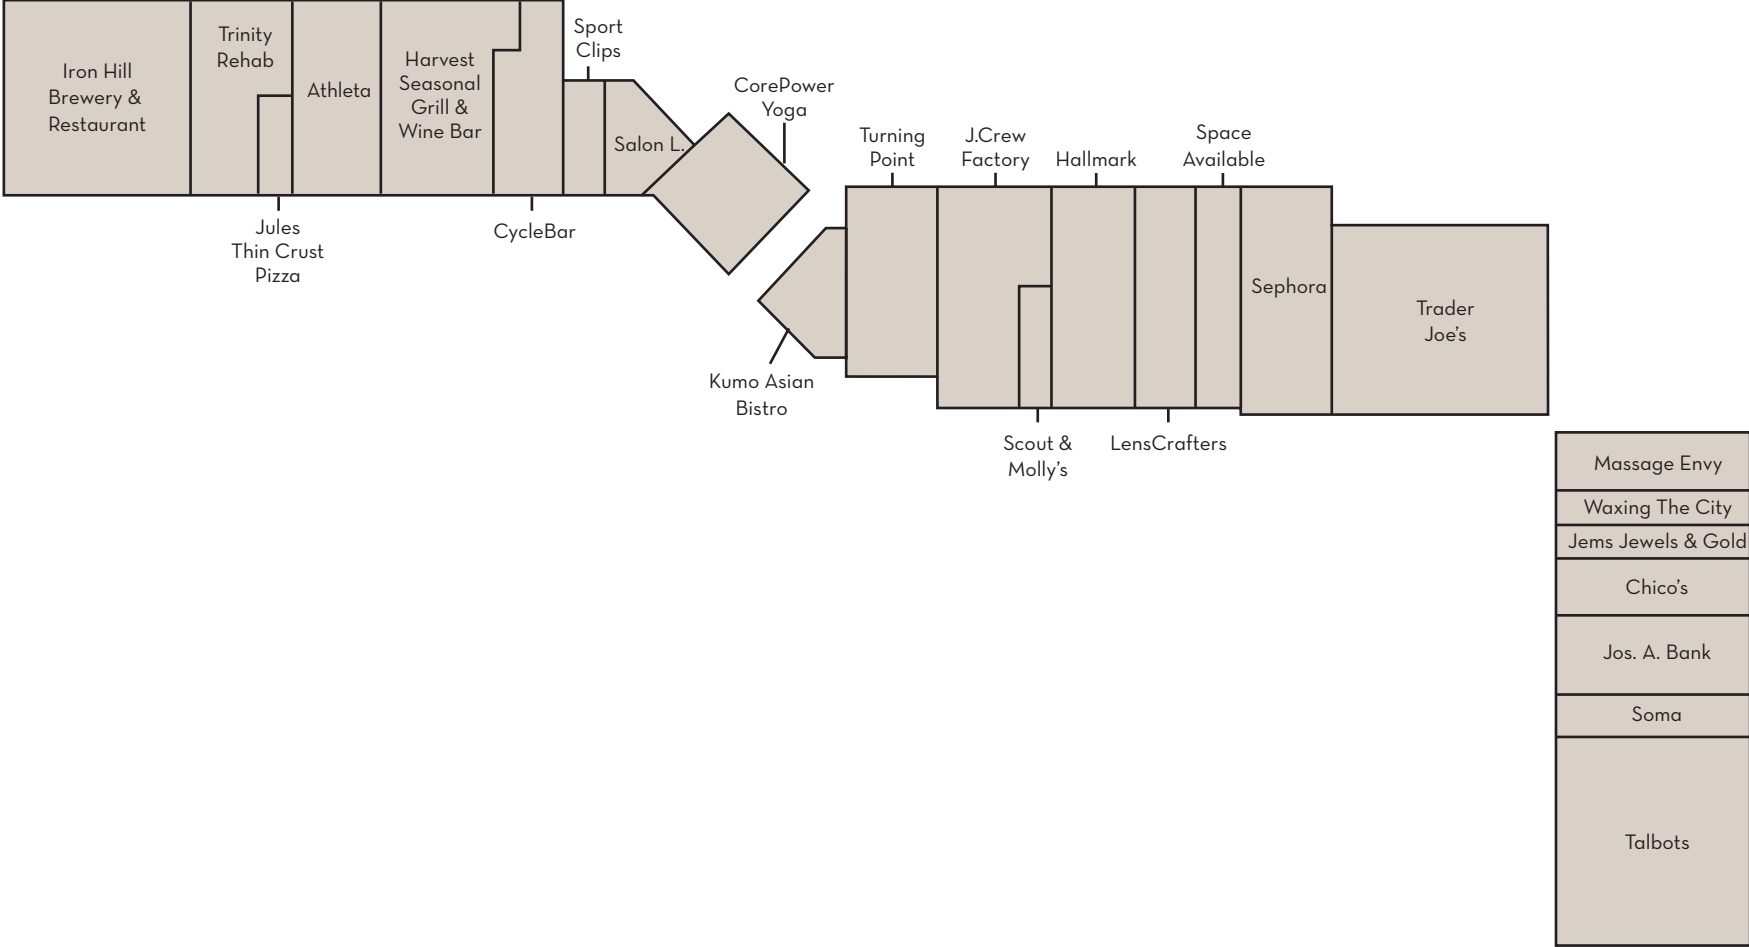 Iron Hill
Brewery &
Restaurant
Trinity
Rehab
Jules
Thin Crust
Pizza
Athleta
Harvest
Seasonal
Grill &
Wine Bar
CycleBar
Sport
Clips
Salon L.
CorePower
Yoga
Kumo Asian
Bistro
Turning
Point
J.Crew
Factory
Scout &
Molly's
Hallmark
LensCrafters
Space
Available
Sephora
Trader
Joe's
Massage Envy
Waxing The City
Jems Jewels & Gold
Chico's
Jos. A. Bank
Soma
Talbots